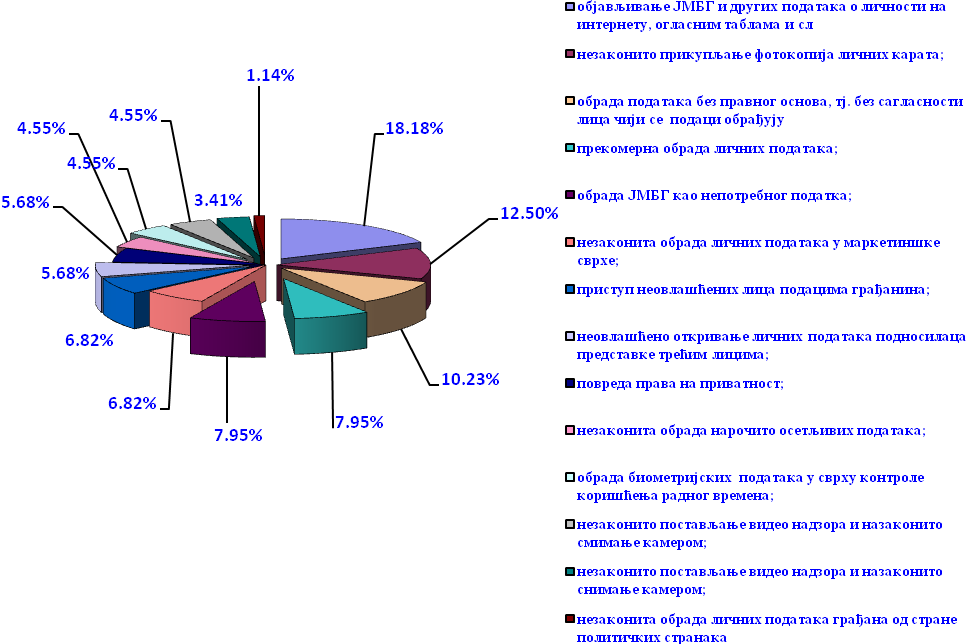 1.14%
4.55%
4.55%
18.18%
4.55%
3.41%
5.68%
12.50%
5.68%
6.82%
10.23%
6.82%
7.95%
7.95%
објављивање ЈМБГ и других података о личности на
интернету, огласним таблама и сл
незаконито прикупљање фотокопија личних карата;
обрада података без правног основа, тј. без сагласности
лица чији се подаци обрађују
прекомерна обрада личних података;
обрада ЈМБГ као непотребног податка;
незаконита обрада личних података у маркетиншке
сврхе;
приступ неовлашћених лица подацима грађанина;
неовлашћено откривање личних података подносилаца
представке трећим лицима;
повреда права на приватност;
незаконита обрада нарочито осетљивих података;
обрада биометријских података у сврху контроле
коришћења радног времена;
незаконито постављање видео надзора и назаконито
смимање камером;
незаконито постављање видео надзора и назаконито
снимање камером;
незаконита обрада личних података грађана од стране
политичких странака